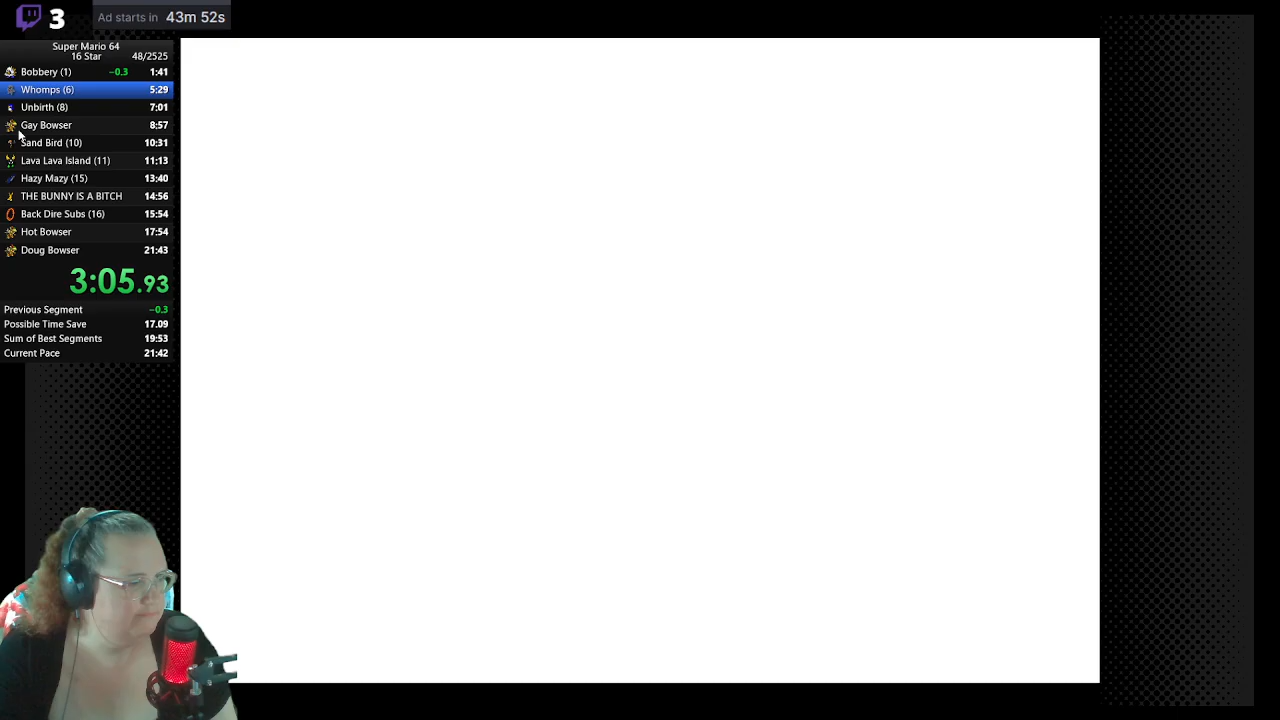 3
Ad starts in 43m 52s
Super Mario 64
16 Star 48/2525
Bobbery (1) −0.3 1:41
Whomps (6) 5:29
Unbirth (8) 7:01
Gay Bowser 8:57
Sand Bird (10) 10:31
Lava Lava Island (11) 11:13
Hazy Mazy (15) 13:40
THE BUNNY IS A BITCH 14:56
Back Dire Subs (16) 15:54
Hot Bowser 17:54
Doug Bowser 21:43
3:05.93
Previous Segment −0.3
Possible Time Save 17.09
Sum of Best Segments 19:53
Current Pace 21:42